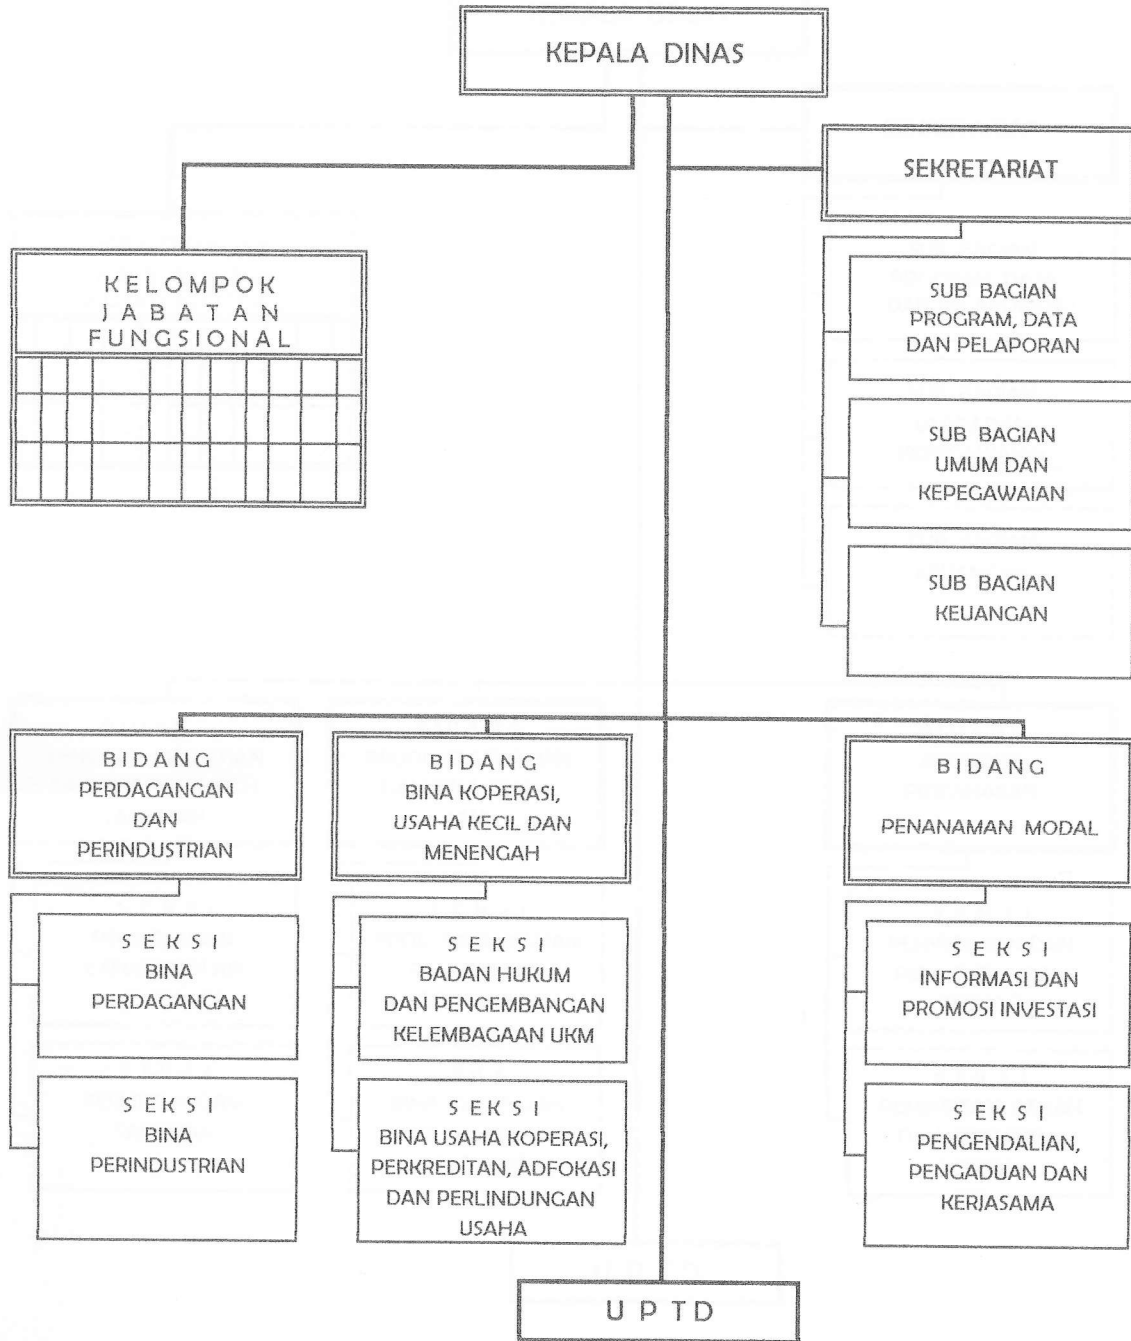 KEPALA DINAS
SEKRETARIAT
KELOMPOK
JABATAN
FUNGSIONAL
SUB BAGIAN
PROGRAM, DATA
DAN PELAPORAN
SUB BAGIAN
UMUM DAN
KEPEGAWAIAN
SUB BAGIAN
KEUANGAN
BIDANG
PERDAGANGAN
DAN
PERINDUSTRIAN
SEKSI
BINA
PERDAGANGAN
SEKSI
BINA
PERINDUSTRIAN
BIDANG
BINA KOPERASI,
USAHA KECIL DAN
MENENGAH
SEKSI
BADAN HUKUM
DAN PENGEMBANGAN
KELEMBAGAAN UKM
SEKSI
BINA USAHA KOPERASI,
PERKREDITAN, ADFOKASI
DAN PERLINDUNGAN
USAHA
BIDANG
PENANAMAN MODAL
SEKSI
INFORMASI DAN
PROMOSI INVESTASI
SEKSI
PENGENDALIAN,
PENGADUAN DAN
KERJASAMA
UPTD